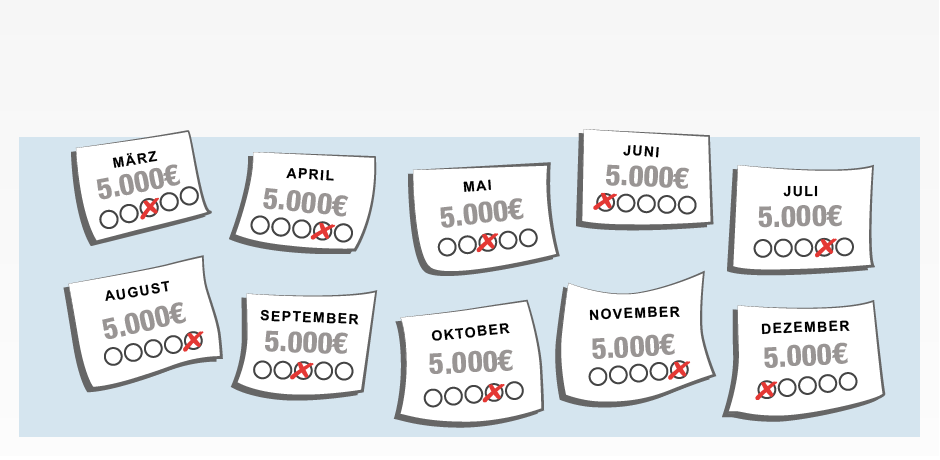 MÄRZ
5.000€
APRIL
5.000€
MAI
5.000€
JUNI
5.000€
JULI
5.000€
AUGUST
5.000€
SEPTEMBER
5.000€
OKTOBER
5.000€
NOVEMBER
5.000€
DEZEMBER
5.000€